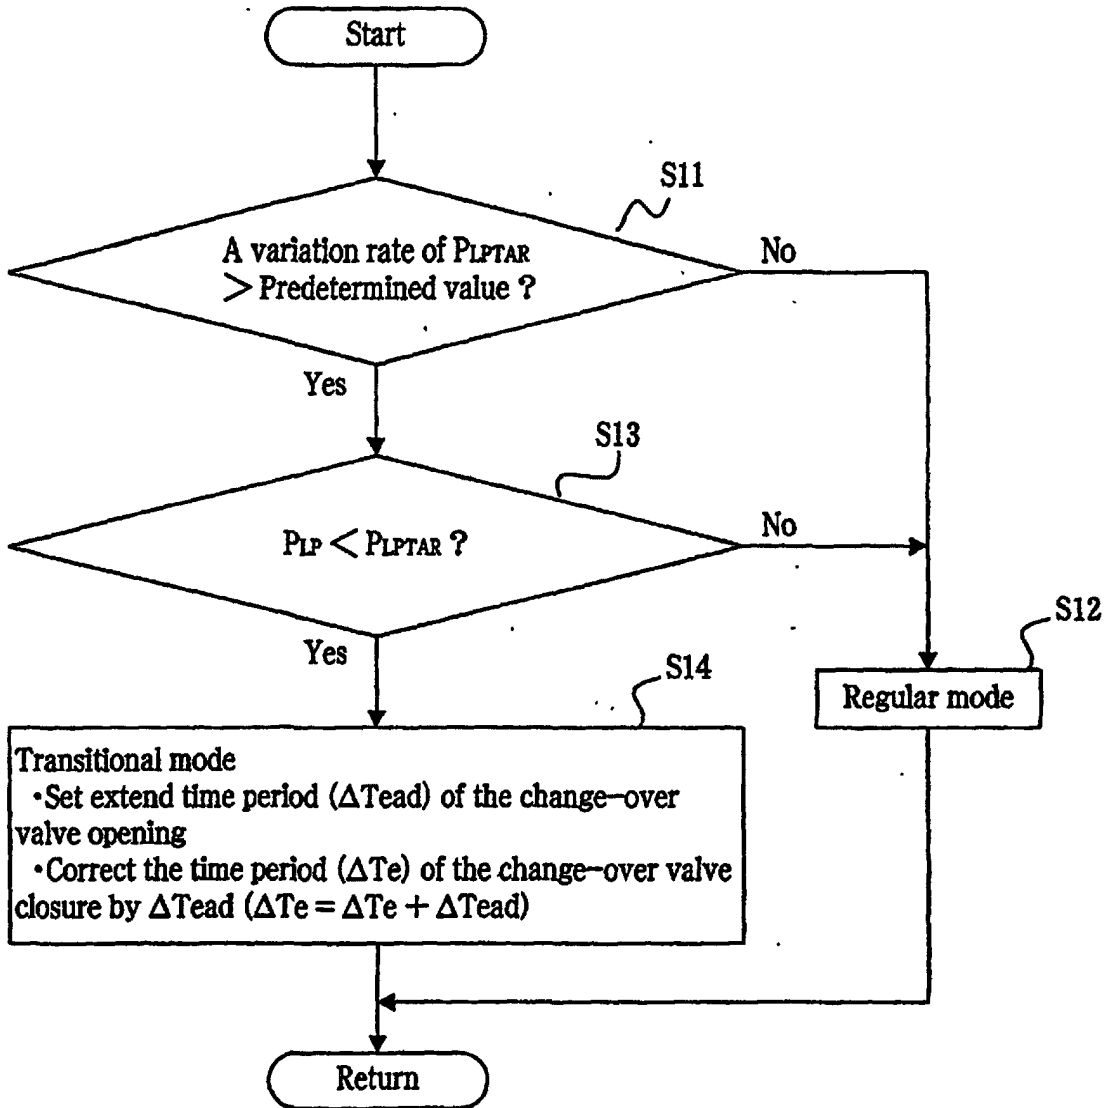 Start
S11
A variation rate of PLPTAR
> Predetermined value ?
No
Yes
S13
PLP < PLPTAR ?
No
Yes
S12
Regular mode
S14
Transitional mode
・Set extend time period (ΔTead) of the change-over
valve opening
・Correct the time period (ΔTe) of the change-over valve
closure by ΔTead (ΔTe = ΔTe + ΔTead)
Return